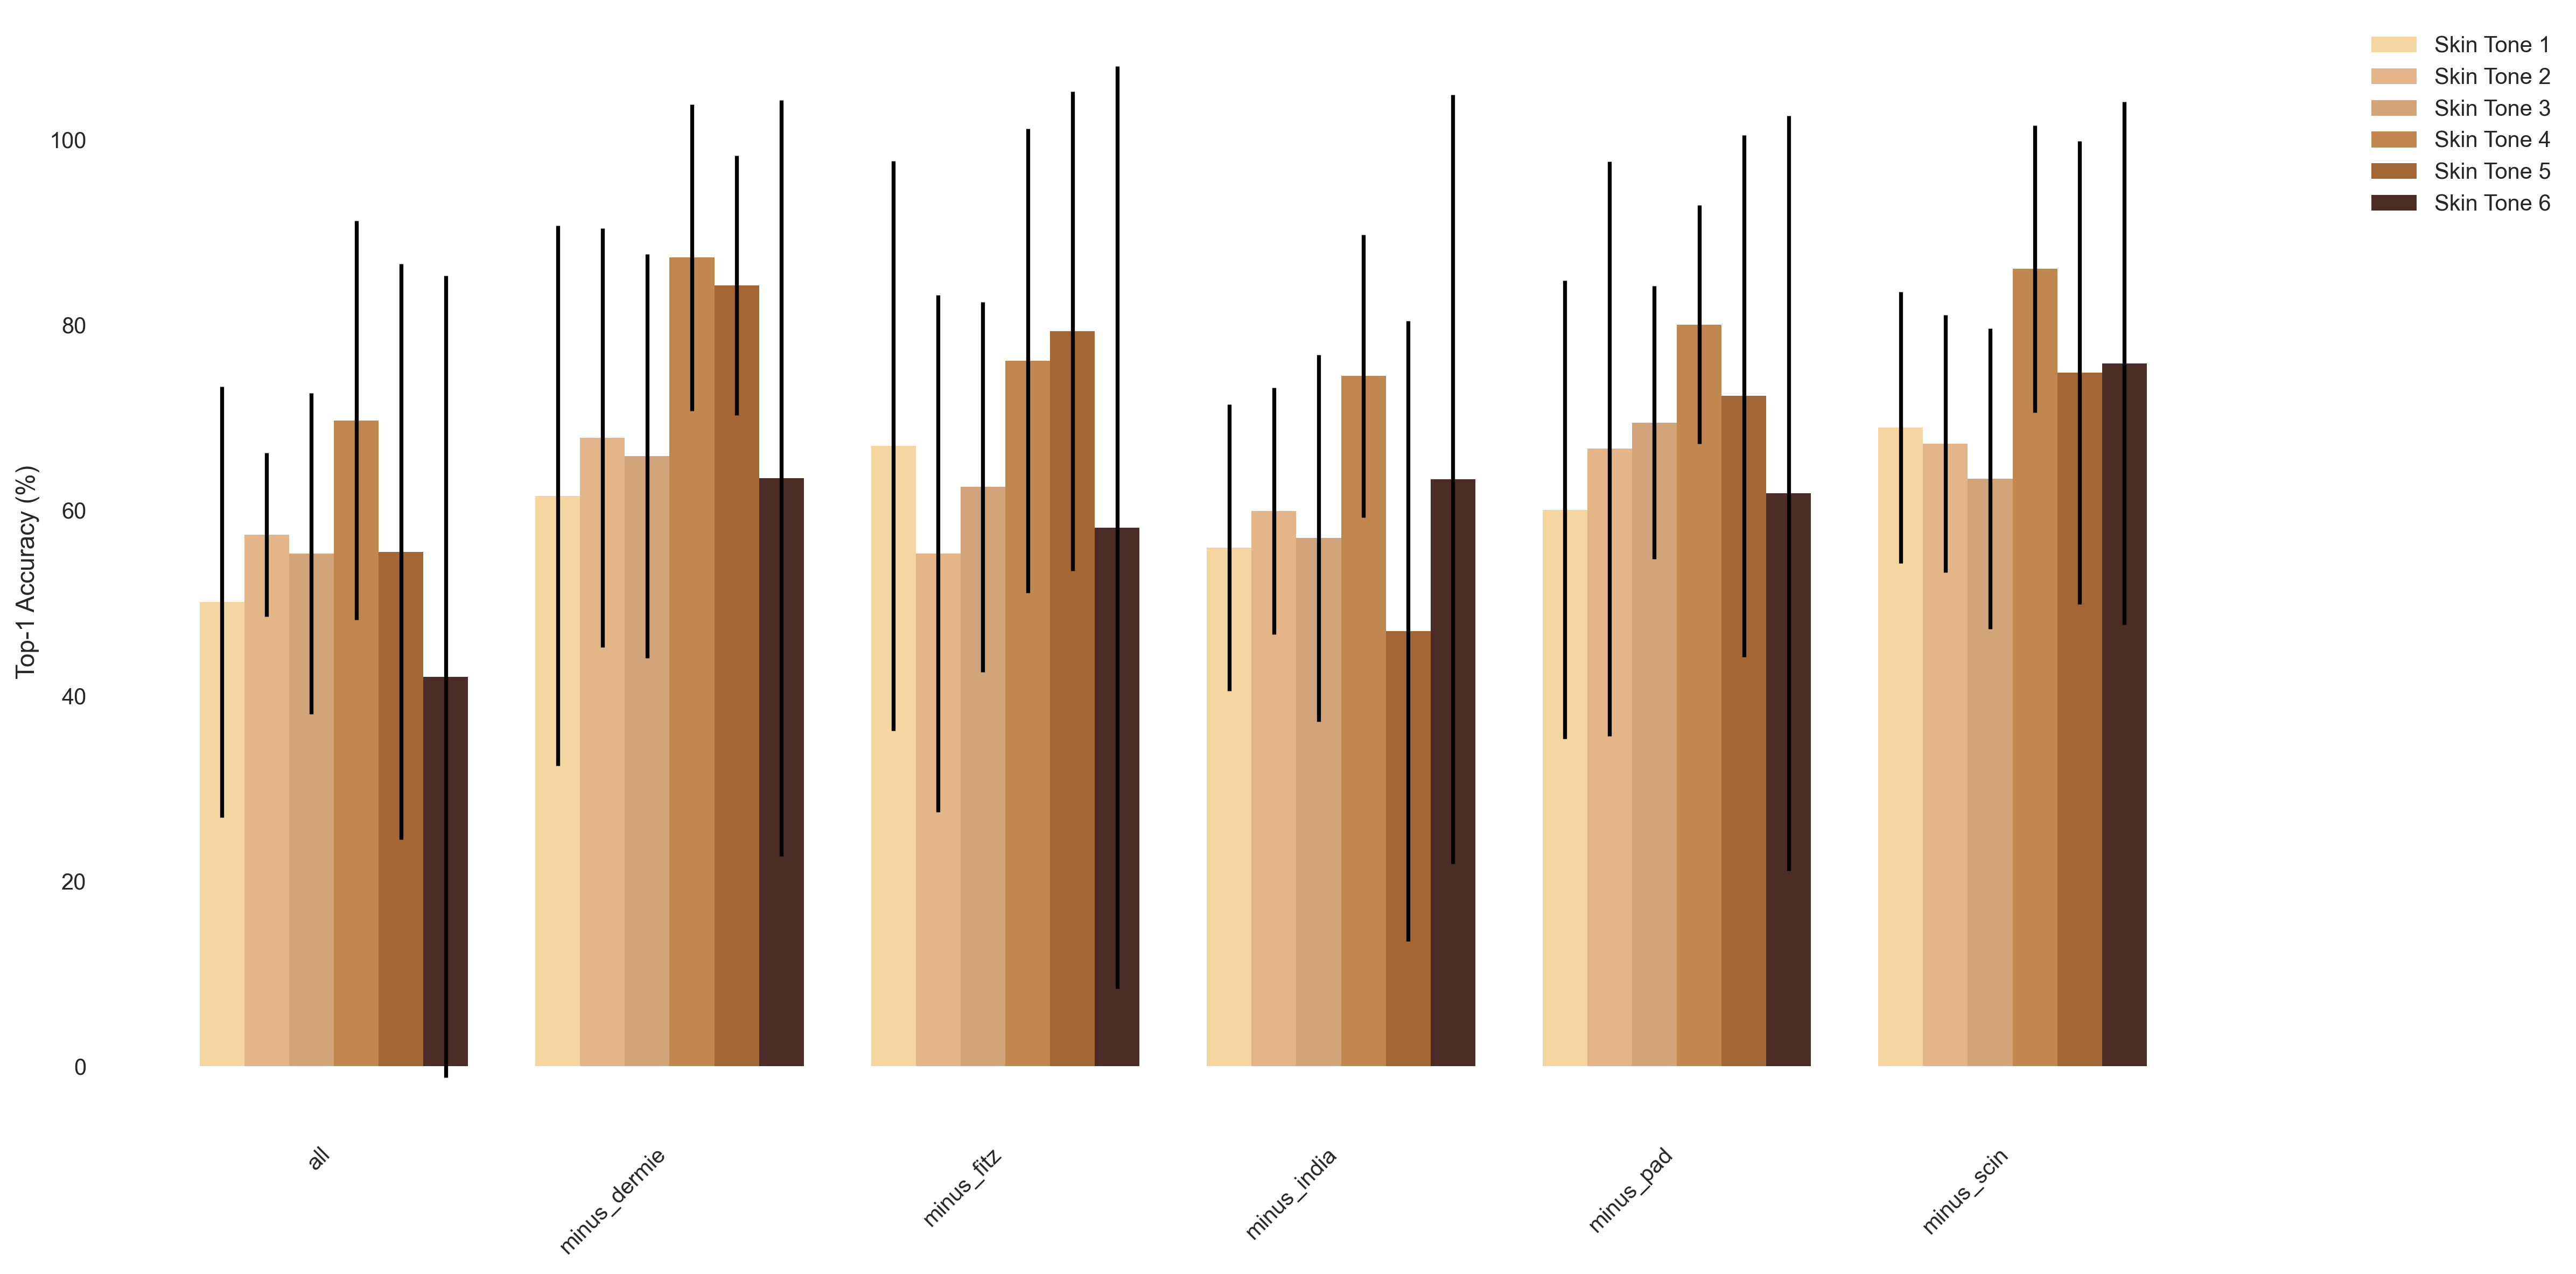 Skin Tone 1
Skin Tone 2
Skin Tone 3
Skin Tone 4
Skin Tone 5
Skin Tone 6
Top-1 Accuracy (%)
100
80
60
40
20
0
all
minus_dermie
minus_fitz
minus_india
minus_pad
minus_scin